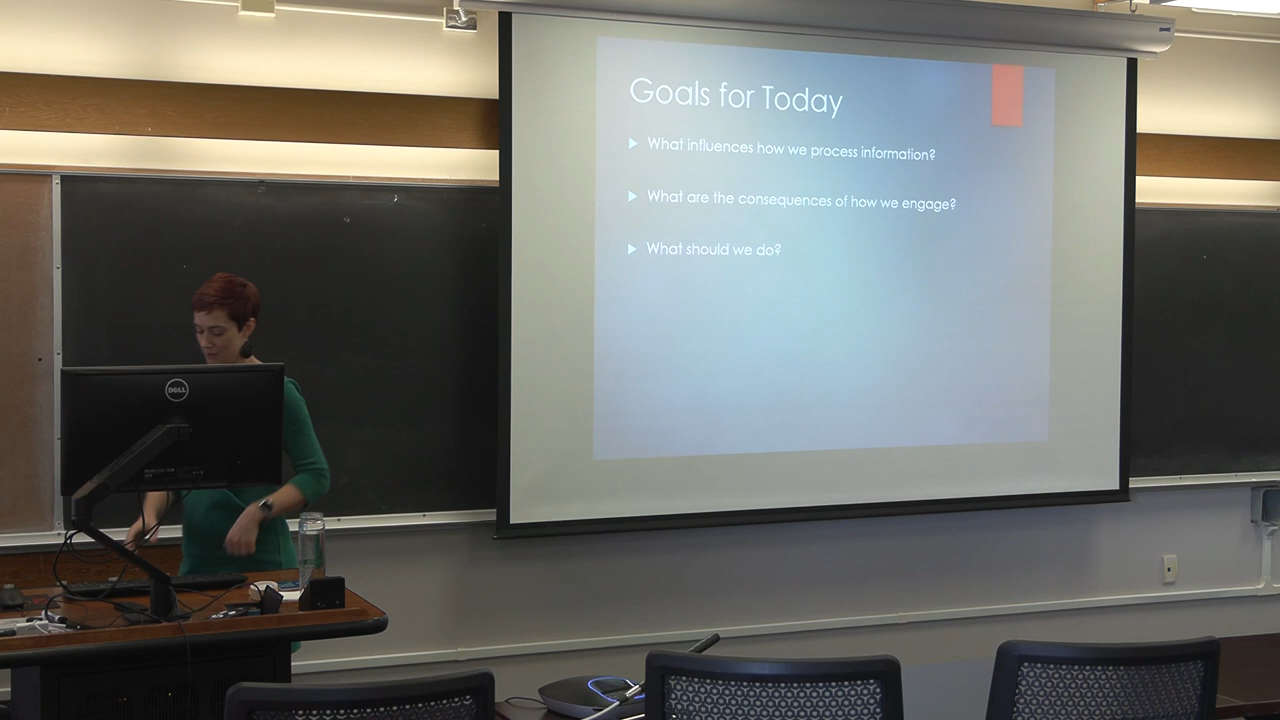 Goals for Today
What influences how we process information?
What are the consequences of how we engage?
What should we do?
DELL